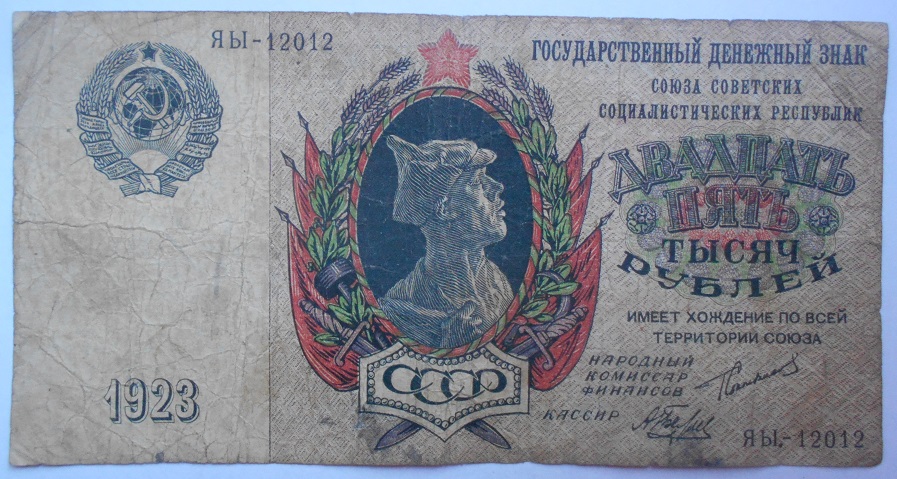 ЯЫ-12012
ГОСУДАРСТВЕННЫЙ ДЕНЕЖНЫЙ ЗНАК
СОЮЗА СОВЕТСКИХ
СОЦИАЛИСТИЧЕСКИХ РЕСПУБЛИК
ДВАДЦАТЬ
ПЯТЬ
ТЫСЯЧ
РУБЛЕЙ
ИМЕЕТ ХОЖДЕНИЕ ПО ВСЕЙ
ТЕРРИТОРИИ СОЮЗА
НАРОДНЫЙ
КОМИССАР
ФИНАНСОВ
КАССИР
СССР
1923
ЯЫ.-12012